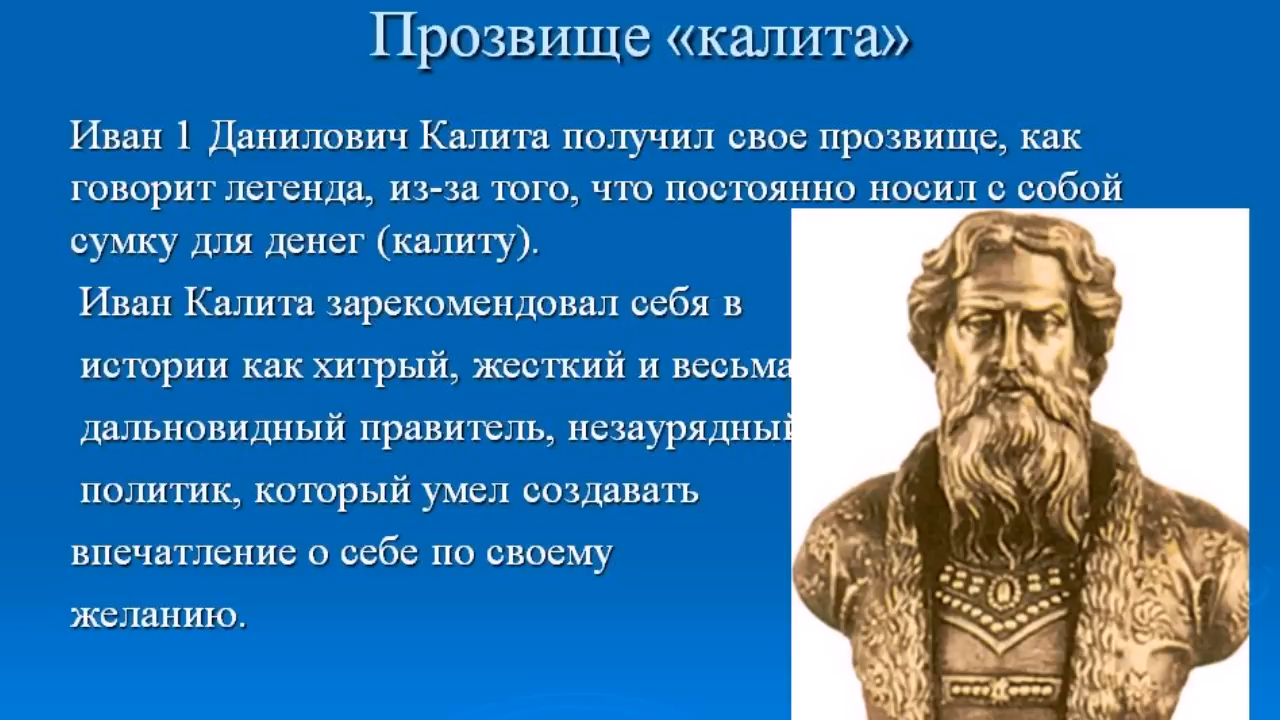 Прозвище «калита»
Иван 1 Данилович Калита получил свое прозвище, как
говорит легенда, из-за того, что постоянно носил с собой
сумку для денег (калиту).
Иван Калита зарекомендовал себя в
истории как хитрый, жесткий и весьма
дальновидный правитель, незаурядный
политик, который умел создавать
впечатление о себе по своему
желанию.